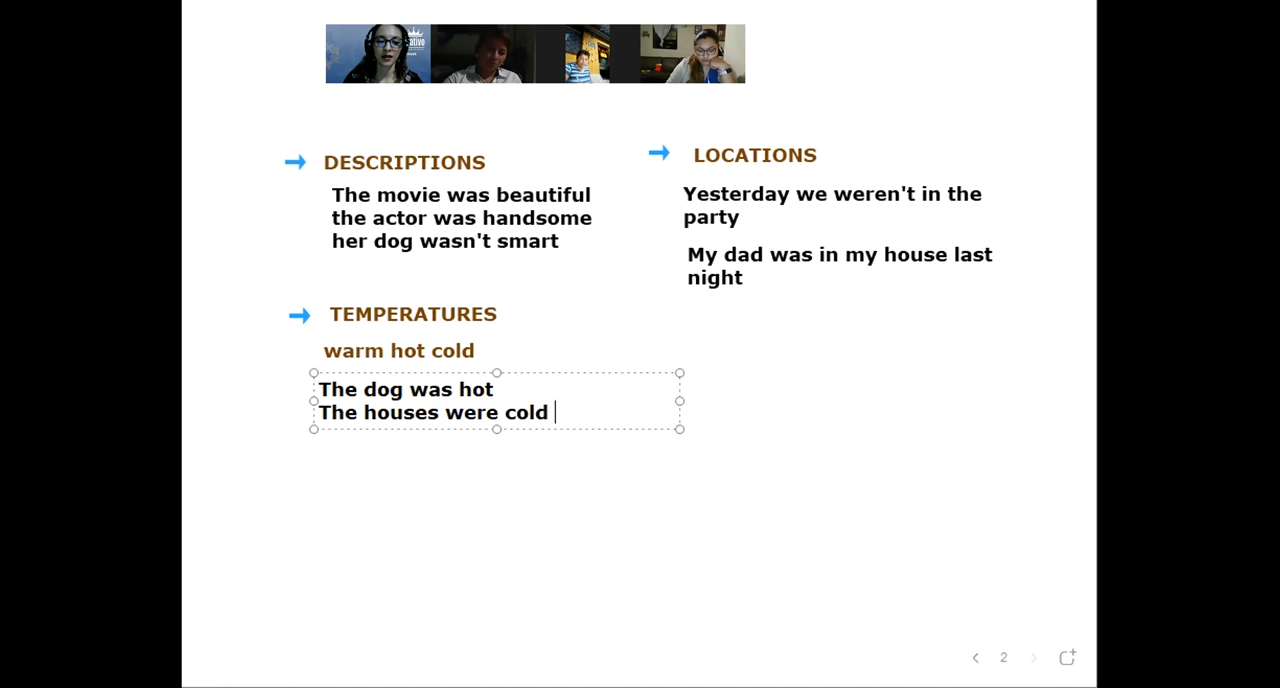 ativo
DESCRIPTIONS
The movie was beautiful
the actor was handsome
her dog wasn't smart
LOCATIONS
Yesterday we weren't in the
party
My dad was in my house last
night
TEMPERATURES
warm hot cold
The dog was hot
The houses were cold
2